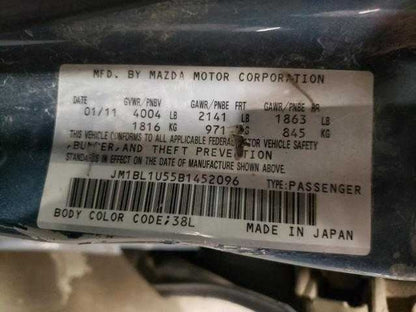 MFD. BY MAZDA MOTOR CORPORATION
DATE GVWR/PNBV GAWR/PNBE FRT GAWR/PNBE RR
01/11 4004 LB 2141 LB 1863 LB
1816 KG 971 KG 845 KG
THIS VEHICLE CONFORMS TO ALL APPLICABLE FEDERAL MOTOR VEHICLE SAFETY
,BUMPER,AND THEFT PREVENTION
STANDARDS IN EFFECT ON THE DATE OF MANUFACTURE SHOWN ABOVE.
JM1BL1U55B1452096 TYPE:PASSENGER
BODY COLOR CODE;38L MADE IN JAPAN